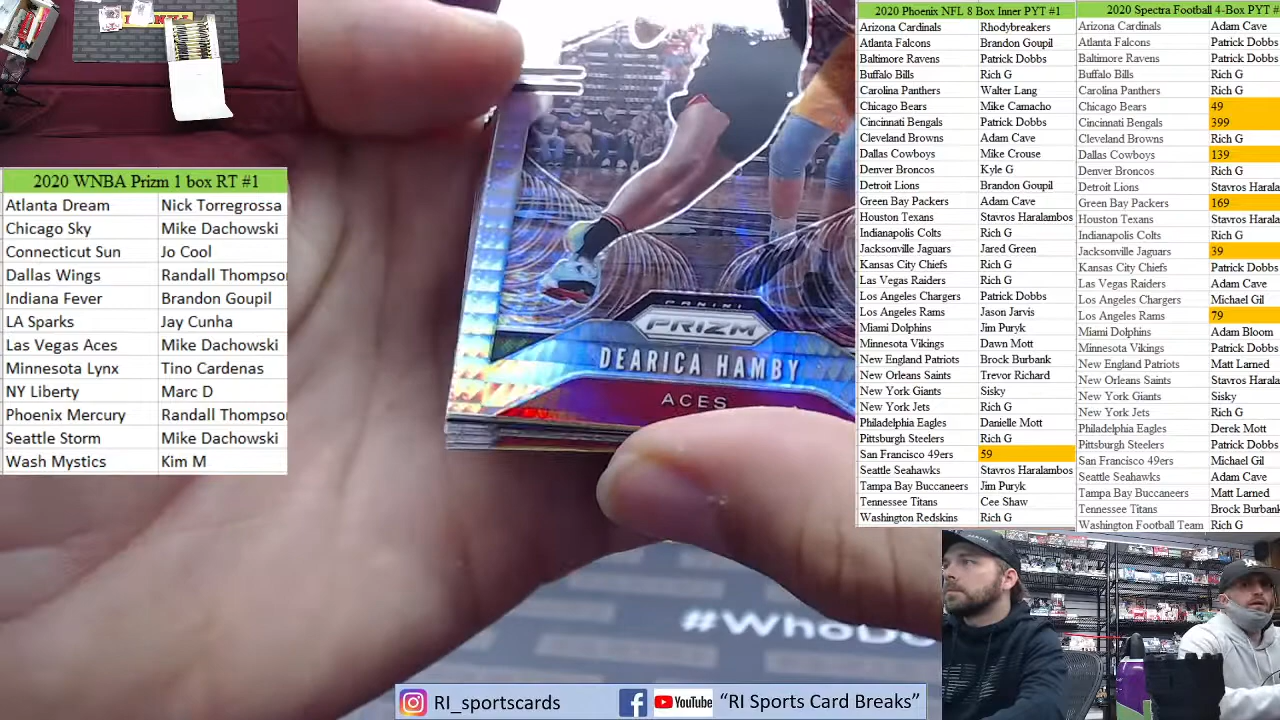 2020 WNBA Prizm 1 box RT #1
Atlanta Dream Nick Torregrossa
Chicago Sky Mike Dachowski
Connecticut Sun Jo Cool
Dallas Wings Randall Thompso
Indiana Fever Brandon Goupil
LA Sparks Jay Cunha
Las Vegas Aces Mike Dachowski
Minnesota Lynx Tino Cardenas
NY Liberty Marc D
Phoenix Mercury Randall Thompso
Seattle Storm Mike Dachowski
Wash Mystics Kim M
PANINI
PRIZM
DEARICA HAMBY
ACES
#WHODO
2020 Phoenix NFL 8 Box Inner PYT #1
Arizona Cardinals Rhodybreakers
Atlanta Falcons Brandon Goupil
Baltimore Ravens Patrick Dobbs
Buffalo Bills Rich G
Carolina Panthers Walter Lang
Chicago Bears Mike Camacho
Cincinnati Bengals Patrick Dobbs
Cleveland Browns Adam Cave
Dallas Cowboys Mike Crouse
Denver Broncos Kyle G
Detroit Lions Brandon Goupil
Green Bay Packers Adam Cave
Houston Texans Stavros Haralambos
Indianapolis Colts Rich G
Jacksonville Jaguars Jared Green
Kansas City Chiefs Rich G
Las Vegas Raiders Rich G
Los Angeles Chargers Patrick Dobbs
Los Angeles Rams Jason Jarvis
Miami Dolphins Jim Puryk
Minnesota Vikings Dawn Mott
New England Patriots Brock Burbank
New Orleans Saints Trevor Richard
New York Giants Sisky
New York Jets Rich G
Philadelphia Eagles Danielle Mott
Pittsburgh Steelers Rich G
San Francisco 49ers 59
Seattle Seahawks Stavros Haralambos
Tampa Bay Buccaneers Jim Puryk
Tennessee Titans Cee Shaw
Washington Redskins Rich G
2020 Spectra Football 4-Box PYT #
Arizona Cardinals Adam Cave
Atlanta Falcons Patrick Dobbs
Baltimore Ravens Patrick Dobbs
Buffalo Bills Rich G
Carolina Panthers Rich G
Chicago Bears 49
Cincinnati Bengals 399
Cleveland Browns Rich G
Dallas Cowboys 139
Denver Broncos Rich G
Detroit Lions Stavros Harala
Green Bay Packers 169
Houston Texans Stavros Harala
Indianapolis Colts Rich G
Jacksonville Jaguars 39
Kansas City Chiefs Patrick Dobbs
Las Vegas Raiders Adam Cave
Los Angeles Chargers Michael Gil
Los Angeles Rams 79
Miami Dolphins Adam Bloom
Minnesota Vikings Patrick Dobbs
New England Patriots Matt Larned
New Orleans Saints Stavros Harala
New York Giants Sisky
New York Jets Rich G
Philadelphia Eagles Derek Mott
Pittsburgh Steelers Patrick Dobbs
San Francisco 49ers Michael Gil
Seattle Seahawks Adam Cave
Tampa Bay Buccaneers Matt Larned
Tennessee Titans Brock Burbank
Washington Football Team Rich G
RI_sportscards
YouTube "RI Sports Card Breaks"